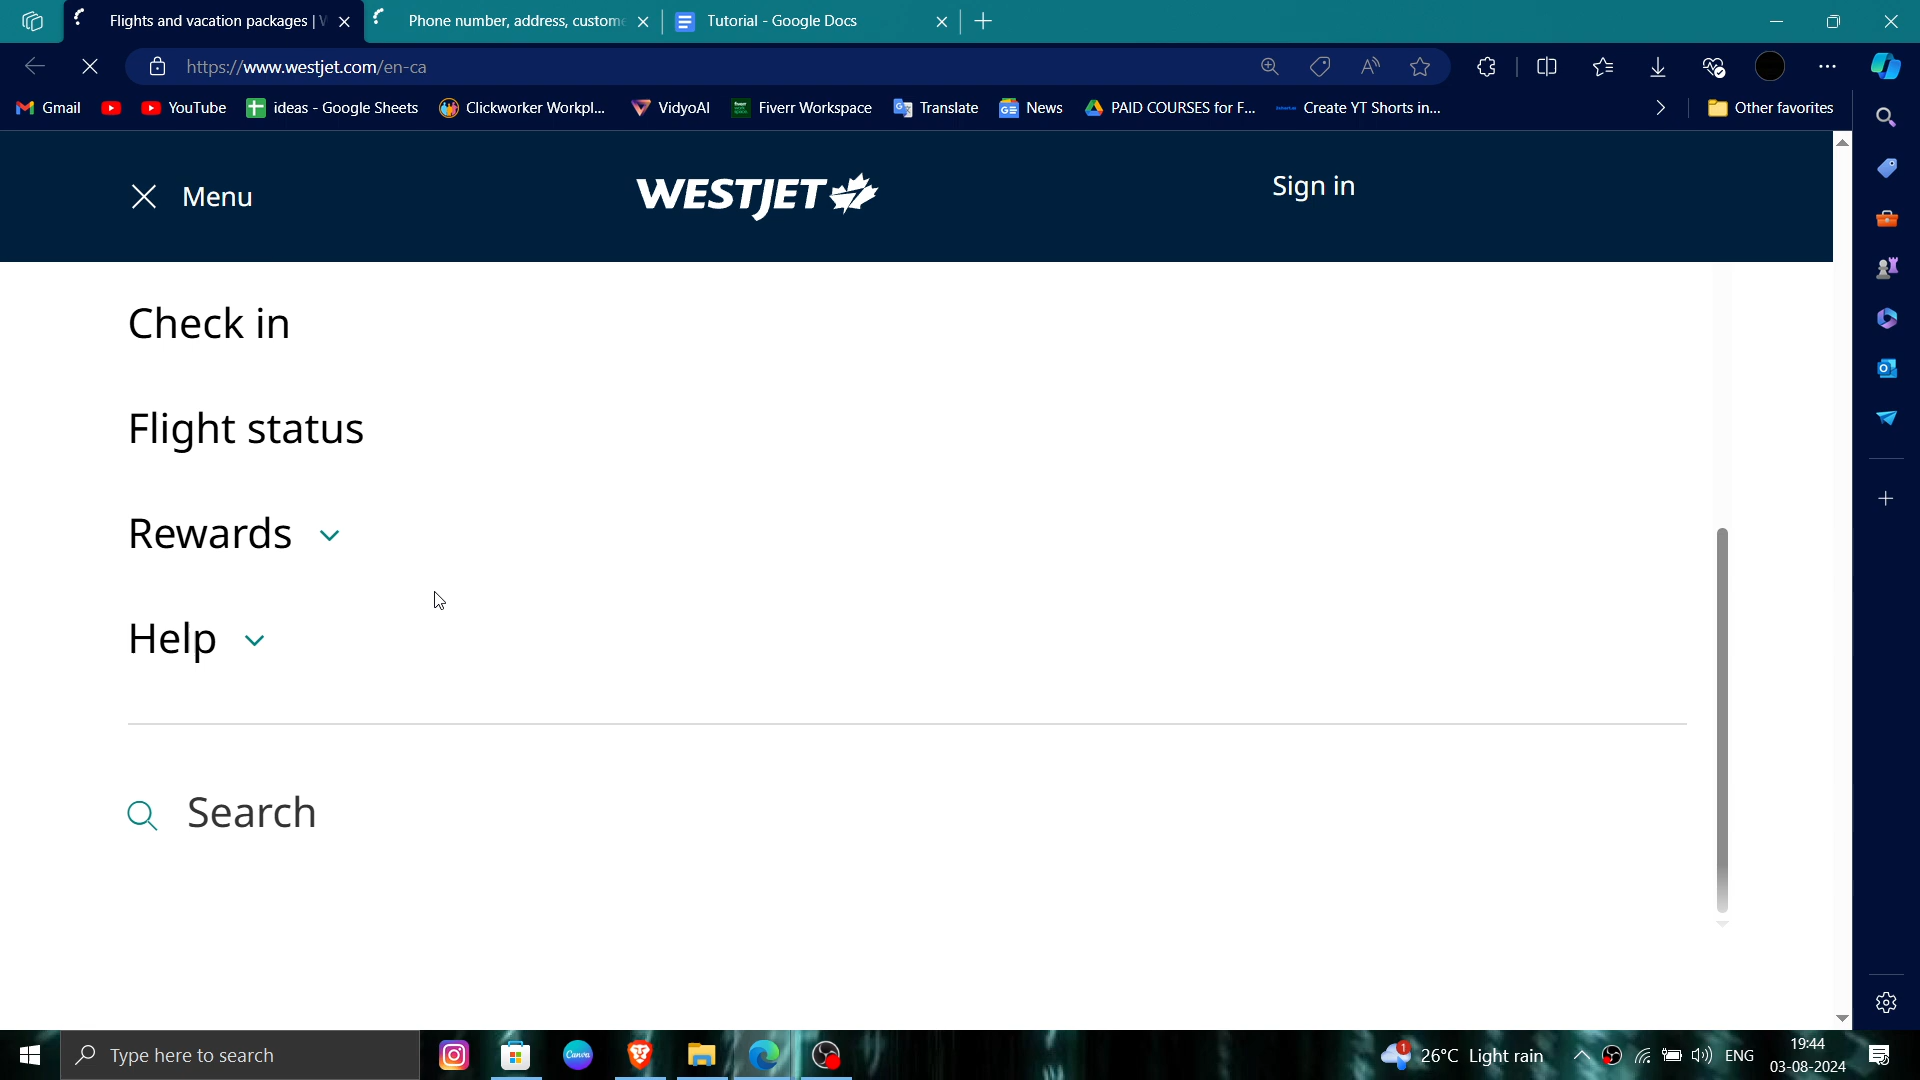 Flights and vacation packages |
Phone number, address, custome
Tutorial - Google Docs
https://www.westjet.com/en-ca
Gmail
YouTube
ideas - Google Sheets
Clickworker Workpl...
VidyoAI
Fiverr Workspace
Translate
News
PAID COURSES for F...
Create YT Shorts in...
Other favorites
Menu
WESTJET
Sign in
Check in
Flight status
Rewards
Help
Search
Type here to search
Canva
1
26°C Light rain
ENG
19:44
03-08-2024